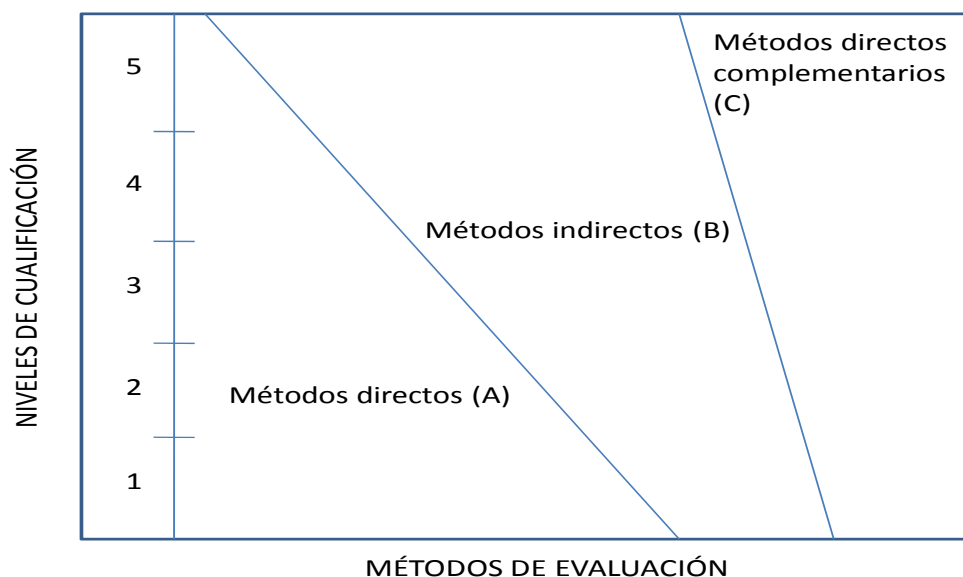 NIVELES DE CUALIFICACIÓN
5
4
3
2
1
Métodos directos
complementarios
(C)
Métodos indirectos (B)
Métodos directos (A)
MÉTODOS DE EVALUACIÓN